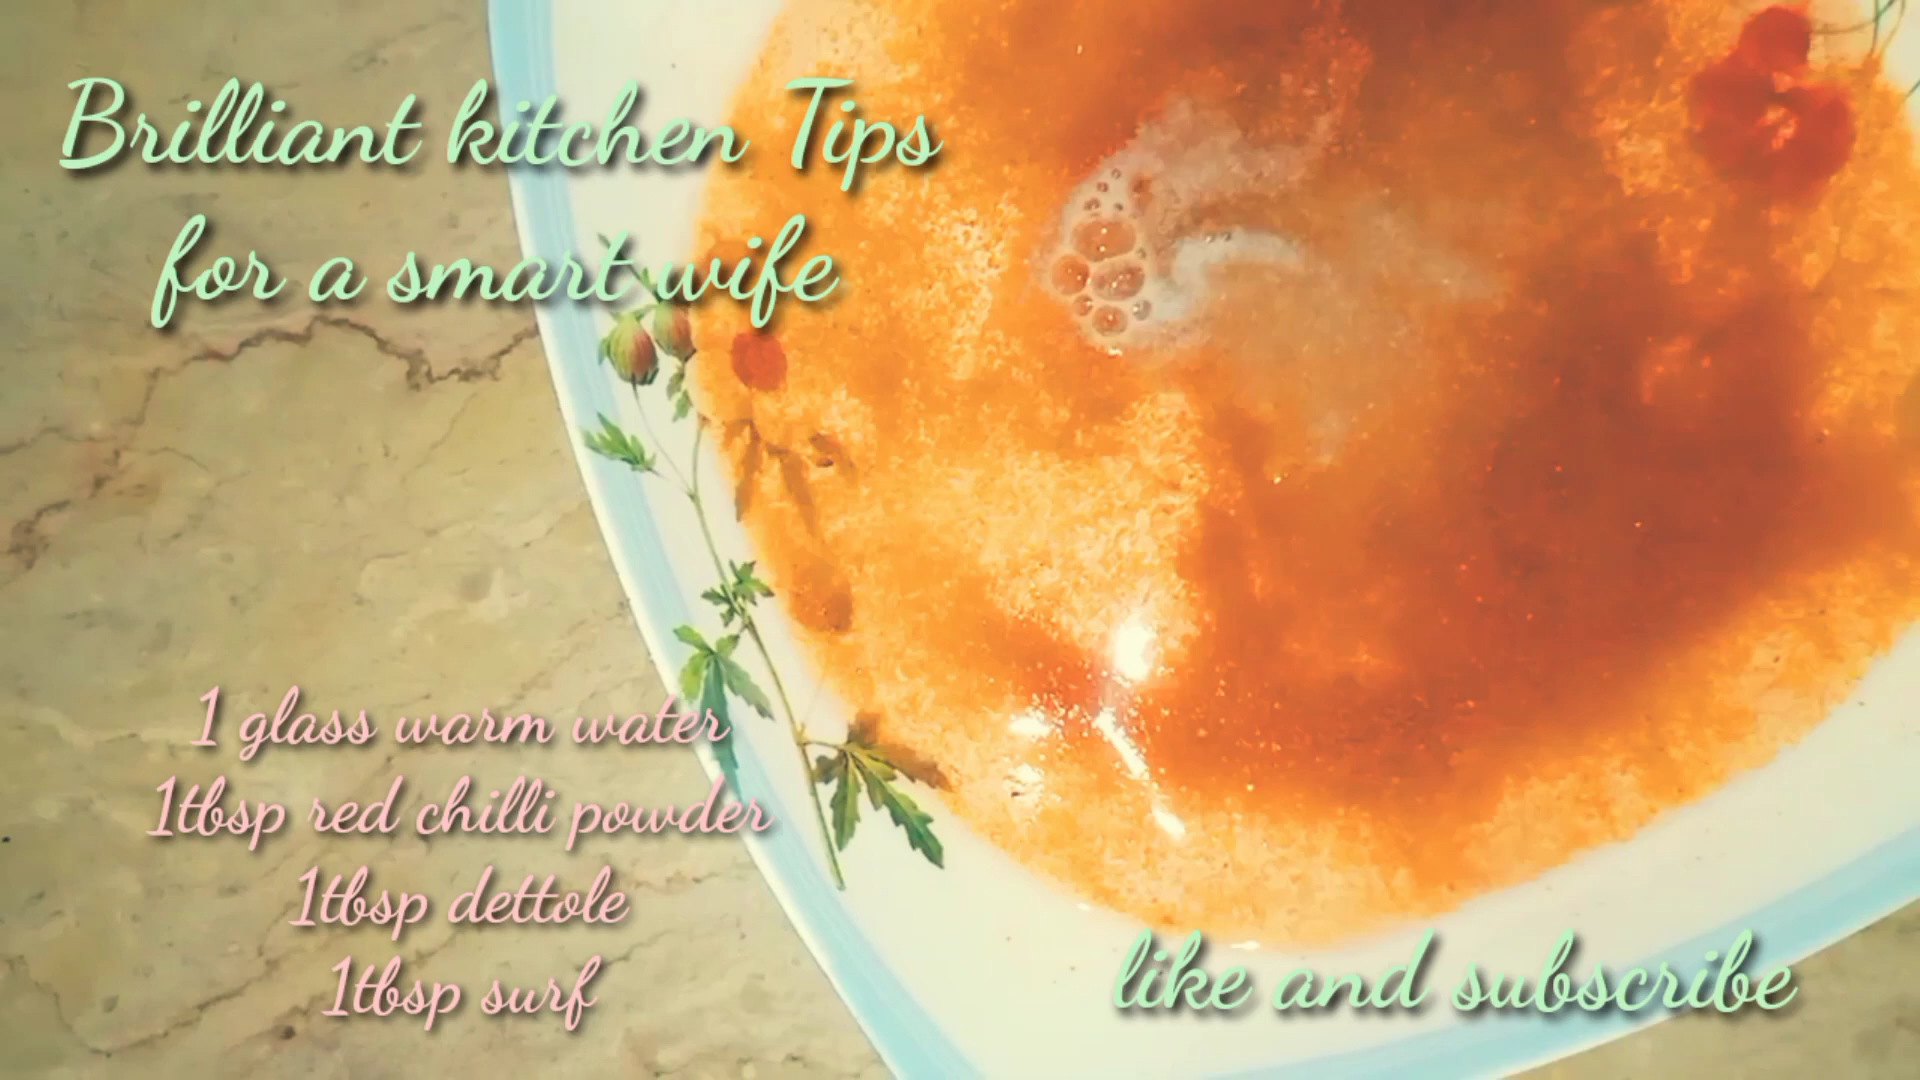 Brilliant kitchen Tips
for a smart wife
1 glass warm water
1tbsp red chilli powder
1tbsp dettole
1tbsp surf
like and subscribe